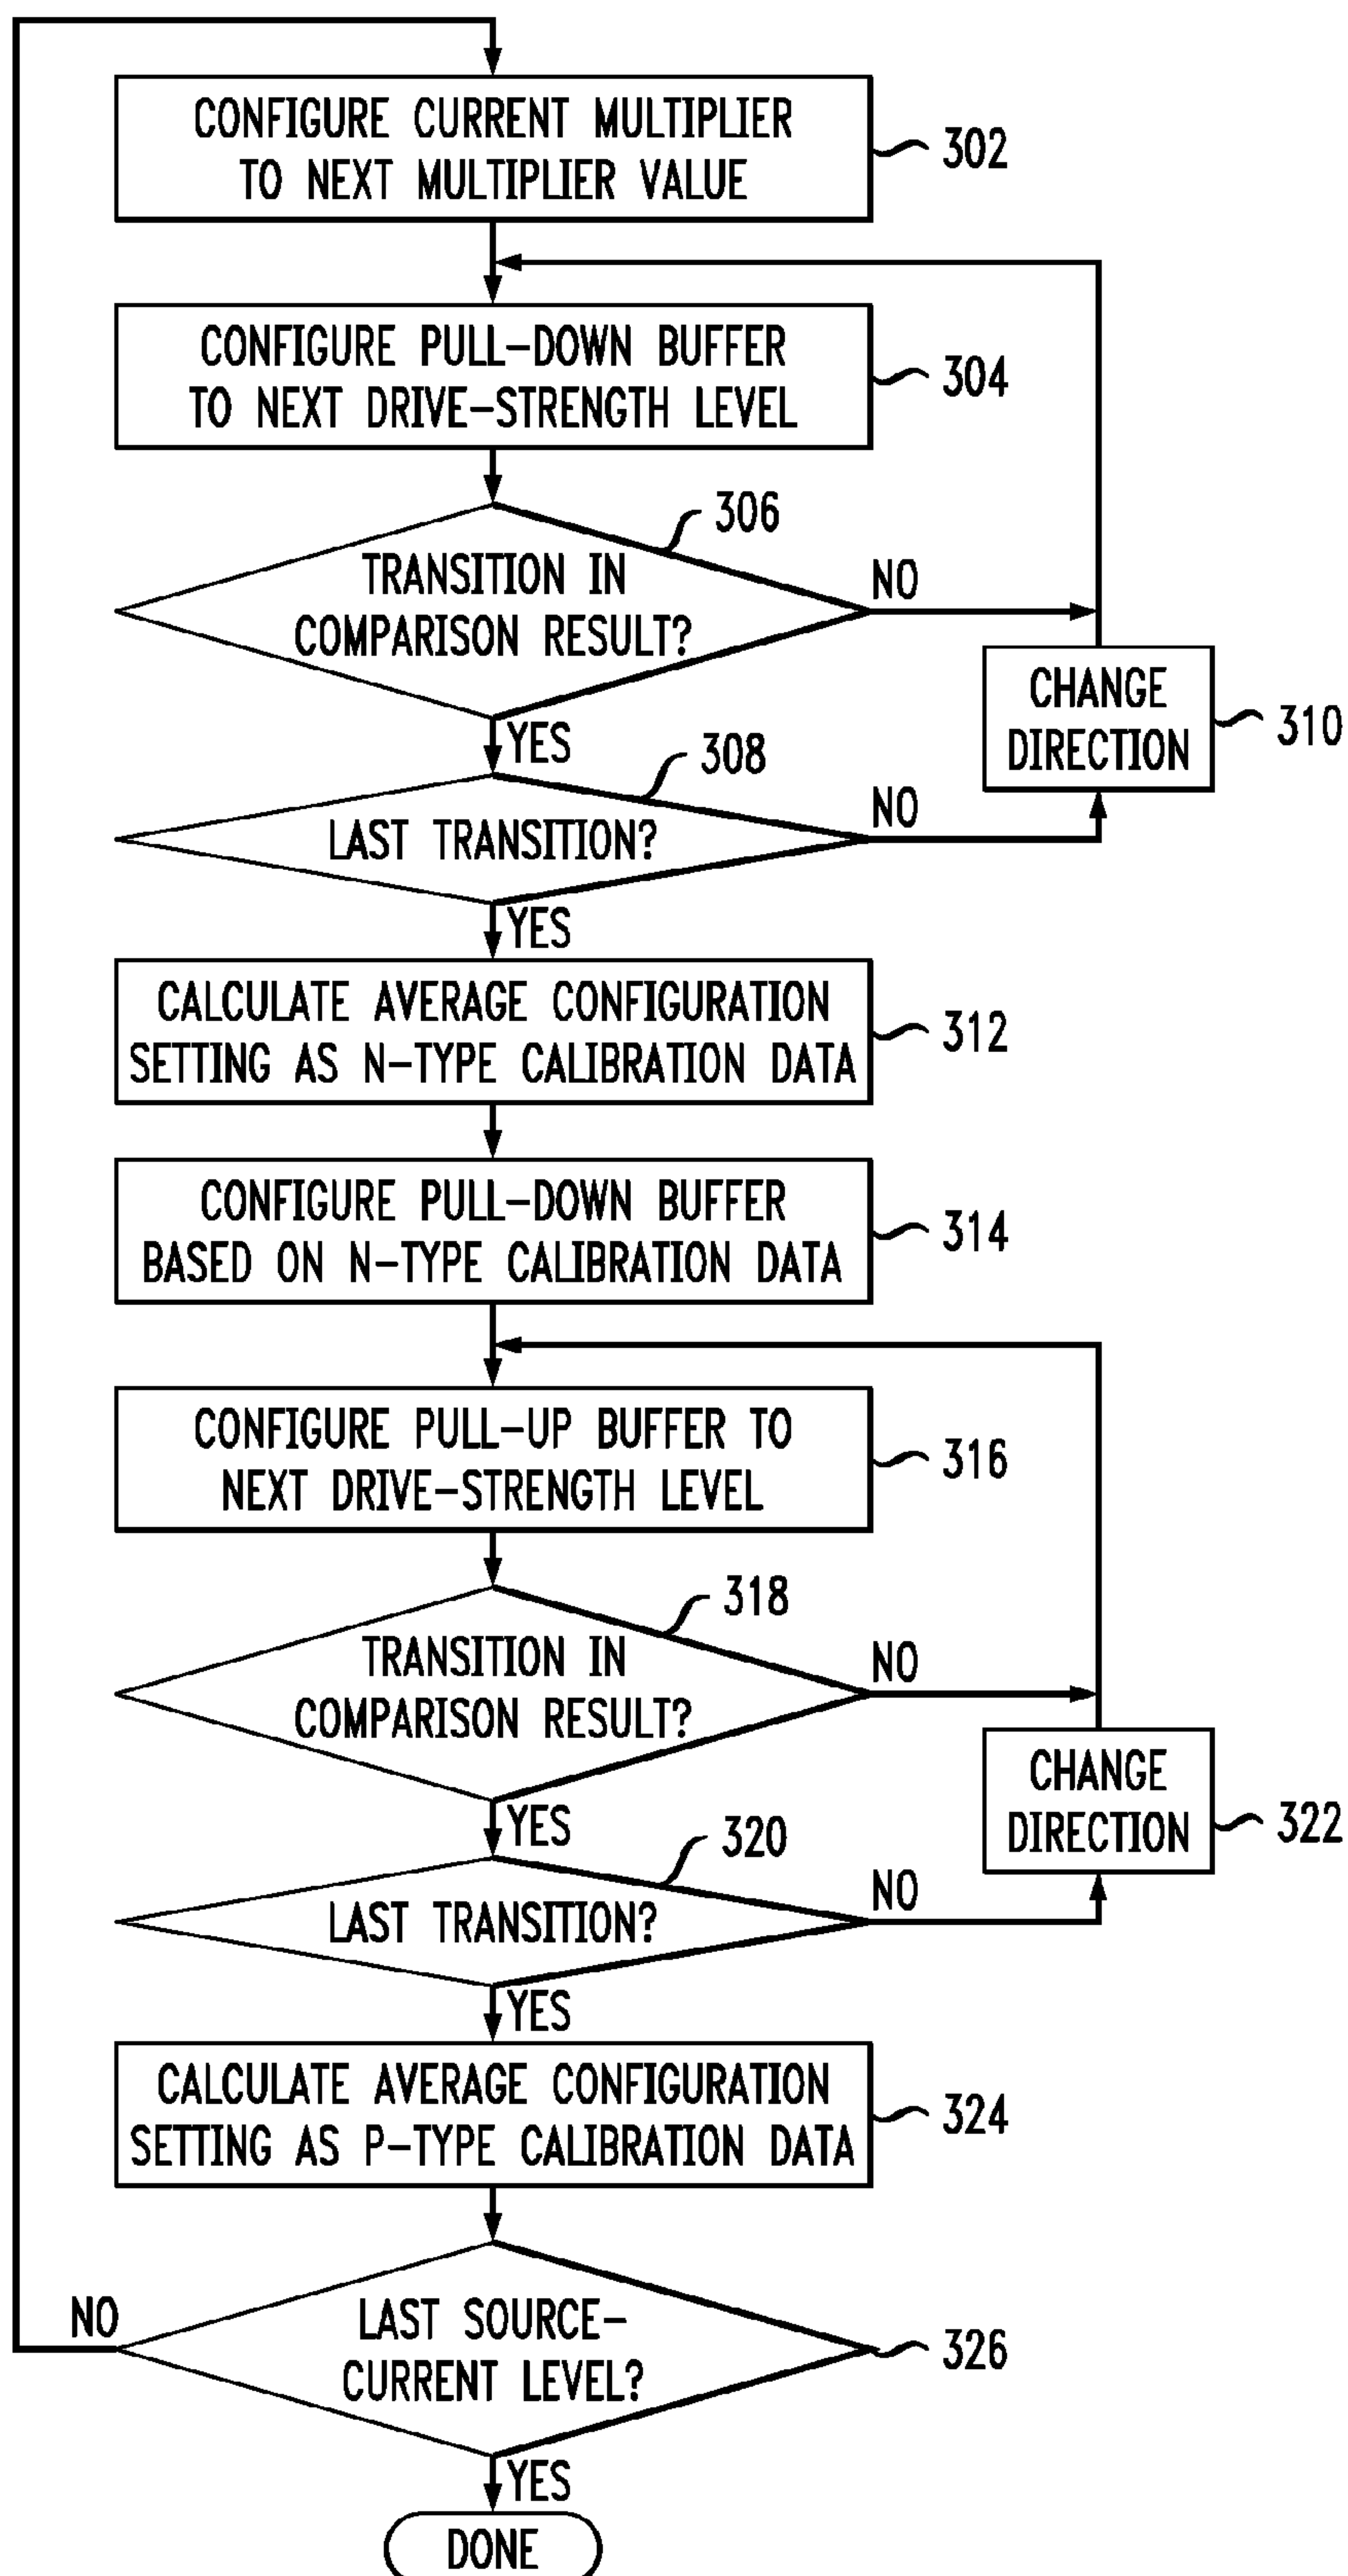 CONFIGURE CURRENT MULTIPLIER
TO NEXT MULTIPLIER VALUE
302
CONFIGURE PULL-DOWN BUFFER
TO NEXT DRIVE-STRENGTH LEVEL
304
306
TRANSITION IN
COMPARISON RESULT?
NO
YES
CHANGE
DIRECTION
310
308
LAST TRANSITION?
NO
YES
CALCULATE AVERAGE CONFIGURATION
SETTING AS N-TYPE CALIBRATION DATA
312
CONFIGURE PULL-DOWN BUFFER
BASED ON N-TYPE CALIBRATION DATA
314
CONFIGURE PULL-UP BUFFER TO
NEXT DRIVE-STRENGTH LEVEL
316
318
TRANSITION IN
COMPARISON RESULT?
NO
YES
CHANGE
DIRECTION
322
320
LAST TRANSITION?
NO
YES
CALCULATE AVERAGE CONFIGURATION
SETTING AS P-TYPE CALIBRATION DATA
324
NO
LAST SOURCE-
CURRENT LEVEL?
326
YES
DONE